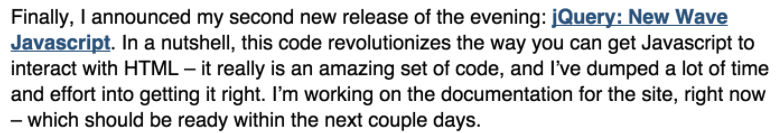 Finally, I announced my second new release of the evening: jQuery: New Wave
Javascript. In a nutshell, this code revolutionizes the way you can get Javascript to
interact with HTML – it really is an amazing set of code, and I’ve dumped a lot of time
and effort into getting it right. I’m working on the documentation for the site, right now
– which should be ready within the next couple days.